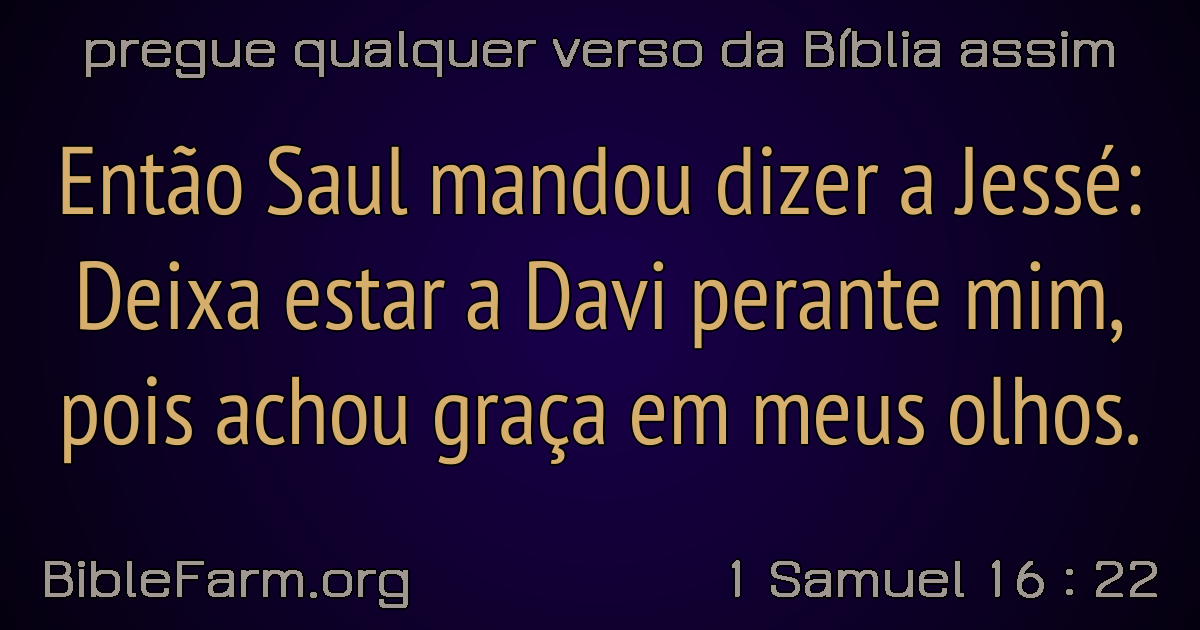 pregue qualquer verso da Bíblia assim
Então Saul mandou dizer a Jessé:
Deixa estar a Davi perante mim,
pois achou graça em meus olhos.
BibleFarm.org
1 Samuel 16 : 22